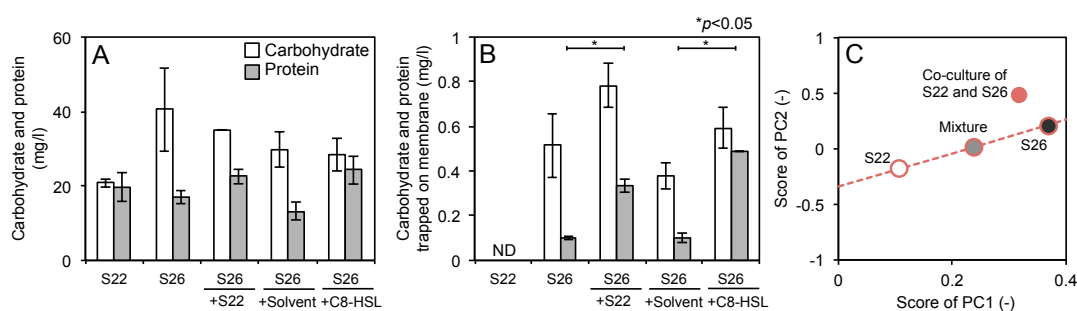 A
Carbohydrate
Protein
Carbohydrate and protein
(mg/l)
60
40
20
0
S22
S26
S26
+S22
S26
+Solvent
S26
+C8-HSL
*p<0.05
B
Carbohydrate and protein
trapped on membrane (mg/l)
1
0.8
0.6
0.4
0.2
0
*
*
ND
S22
S26
S26
+S22
S26
+Solvent
S26
+C8-HSL
C
Score of PC2 (-)
1
0.5
0
-0.5
-1
Co-culture of
S22 and S26
Mixture
S22
S26
0
0.2
0.4
Score of PC1 (-)